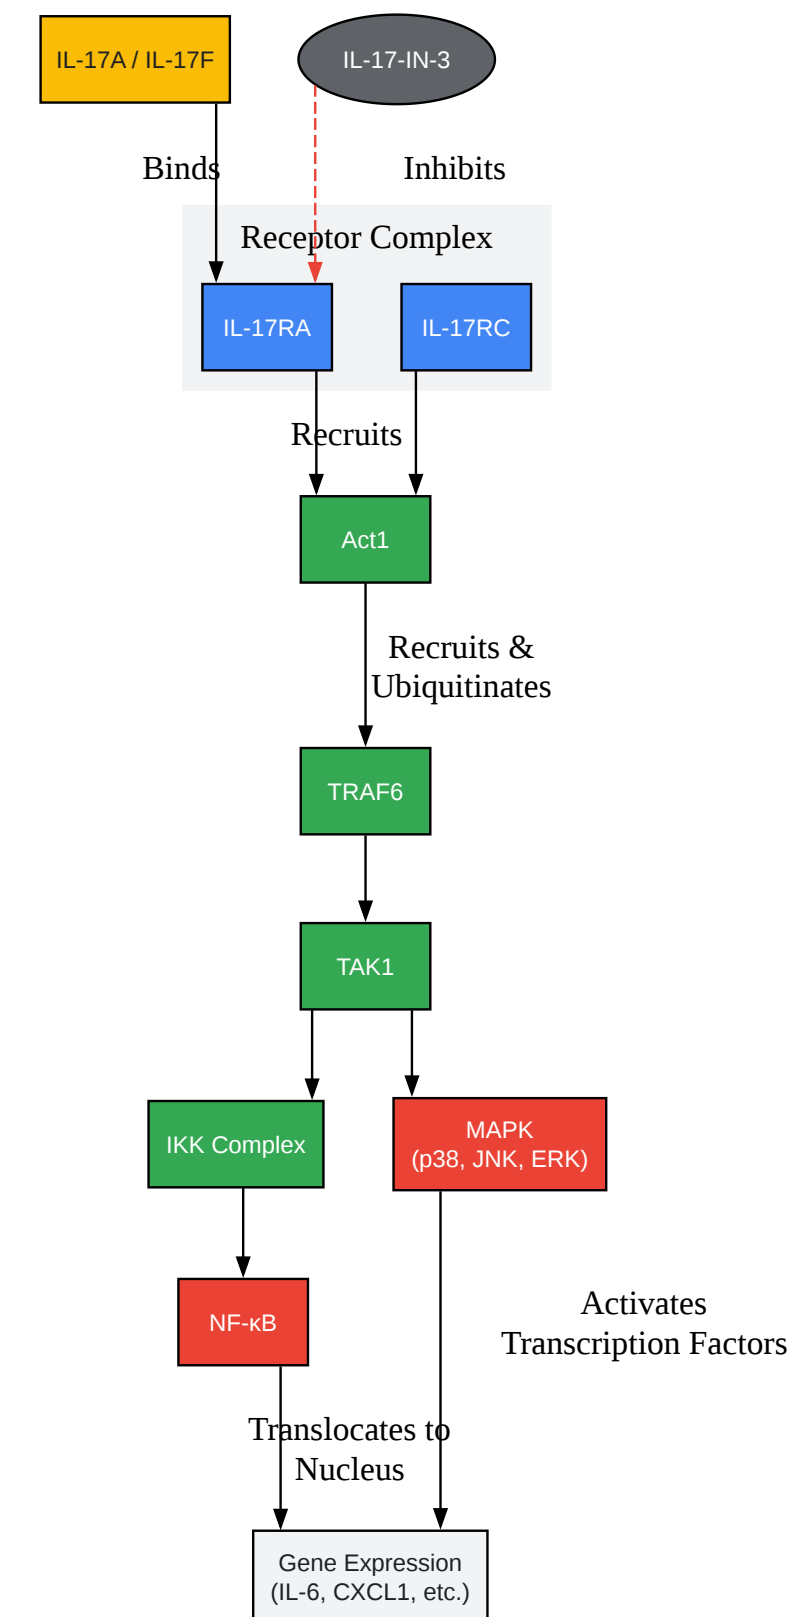 IL-17A / IL-17F
IL-17-IN-3
Binds
Inhibits
Receptor Complex
IL-17RA
IL-17RC
Recruits
Act1
Recruits &
Ubiquitinates
TRAF6
TAK1
IKK Complex
MAPK
(p38, JNK, ERK)
NF-κB
Activates
Transcription Factors
Translocates to
Nucleus
Gene Expression
(IL-6, CXCL1, etc.)